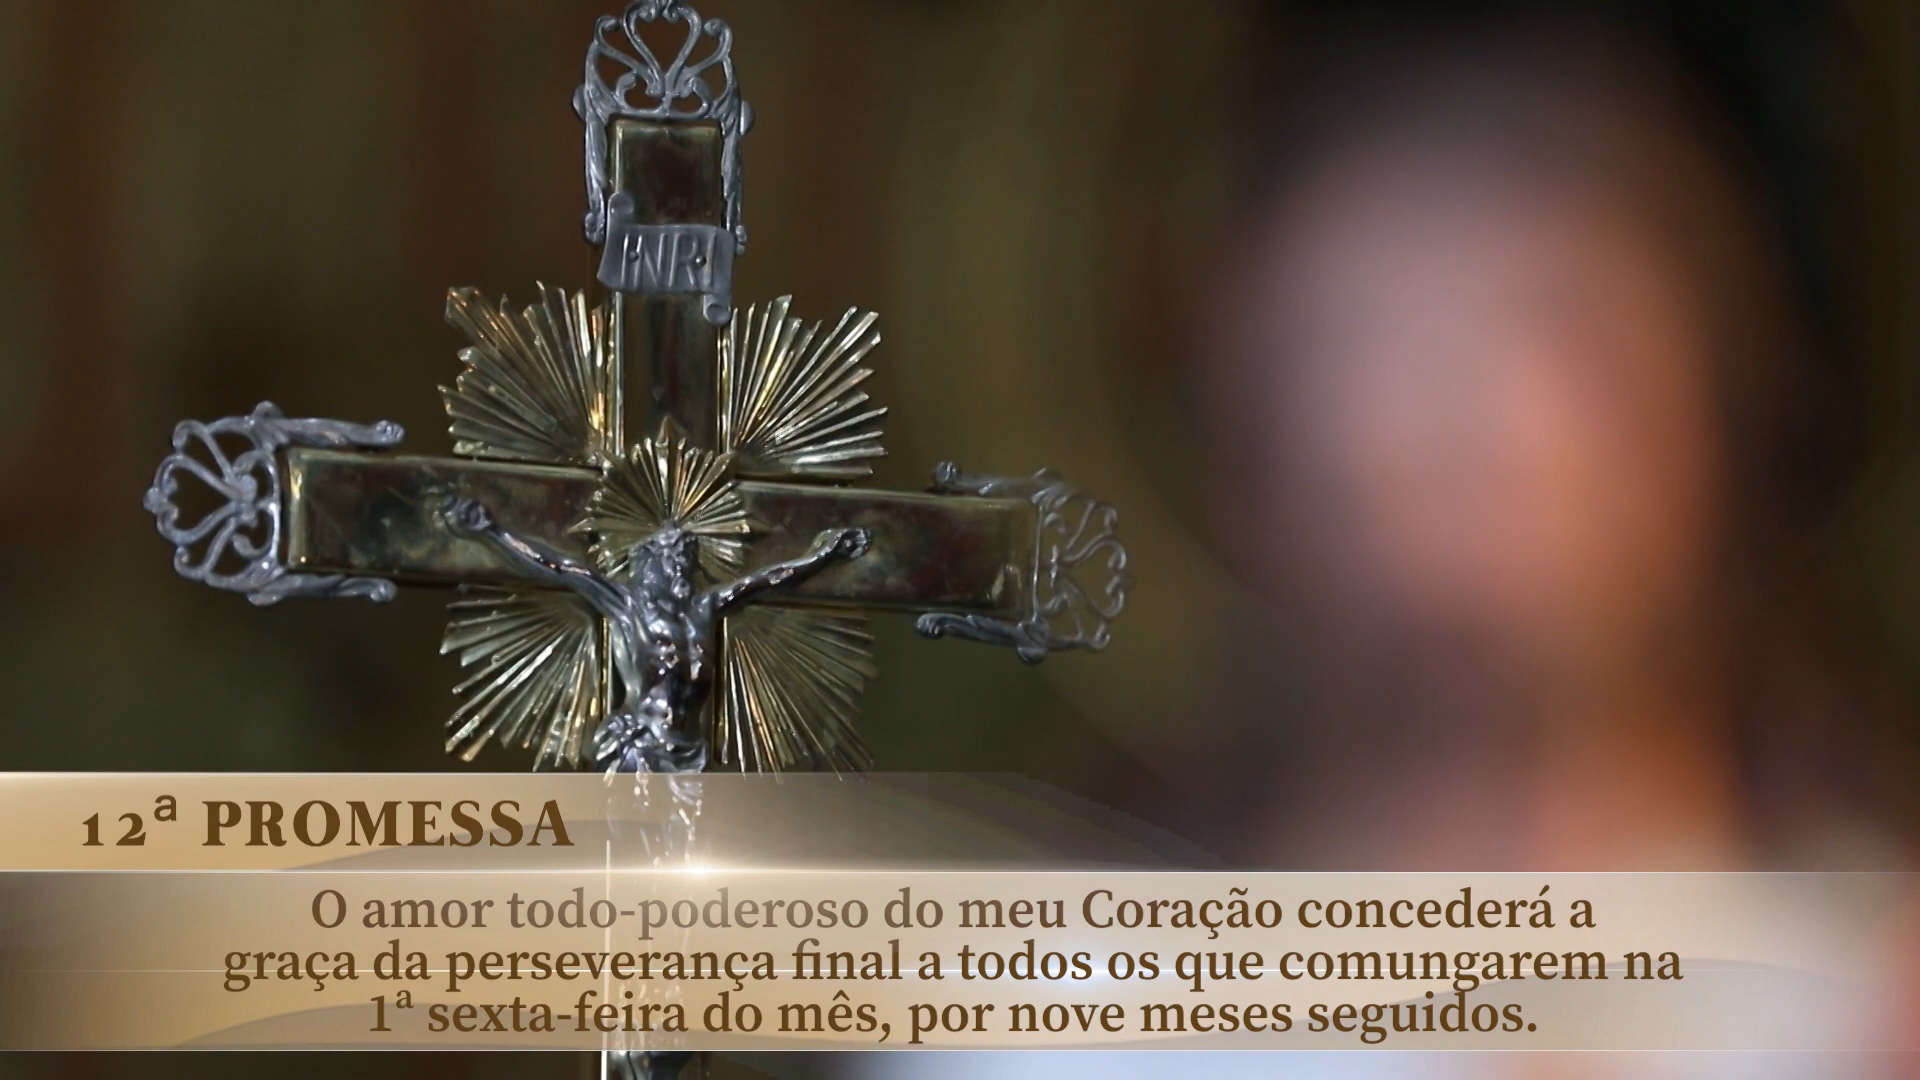 INRI
12ª PROMESSA
O amor todo-poderoso do meu Coração concederá a
graça da perseverança final a todos os que comungarem na
1ª sexta-feira do mês, por nove meses seguidos.